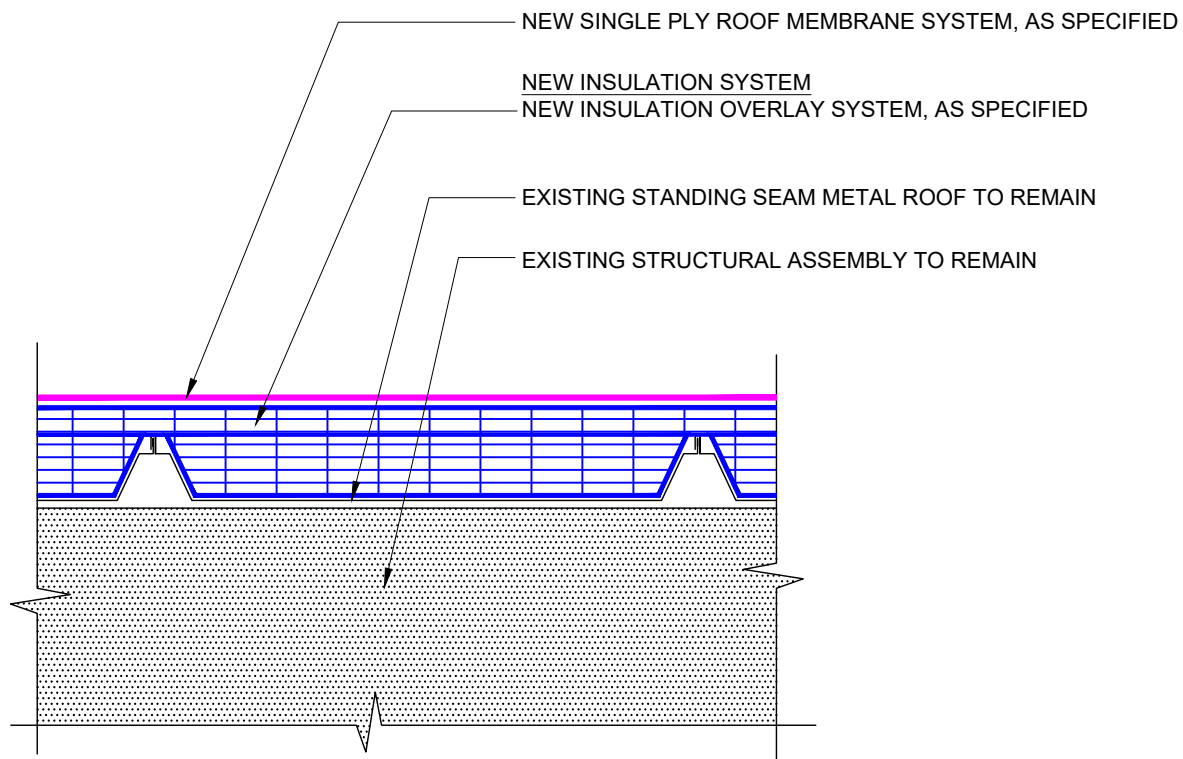 NEW SINGLE PLY ROOF MEMBRANE SYSTEM, AS SPECIFIED
NEW INSULATION SYSTEM
NEW INSULATION OVERLAY SYSTEM, AS SPECIFIED
EXISTING STANDING SEAM METAL ROOF TO REMAIN
EXISTING STRUCTURAL ASSEMBLY TO REMAIN